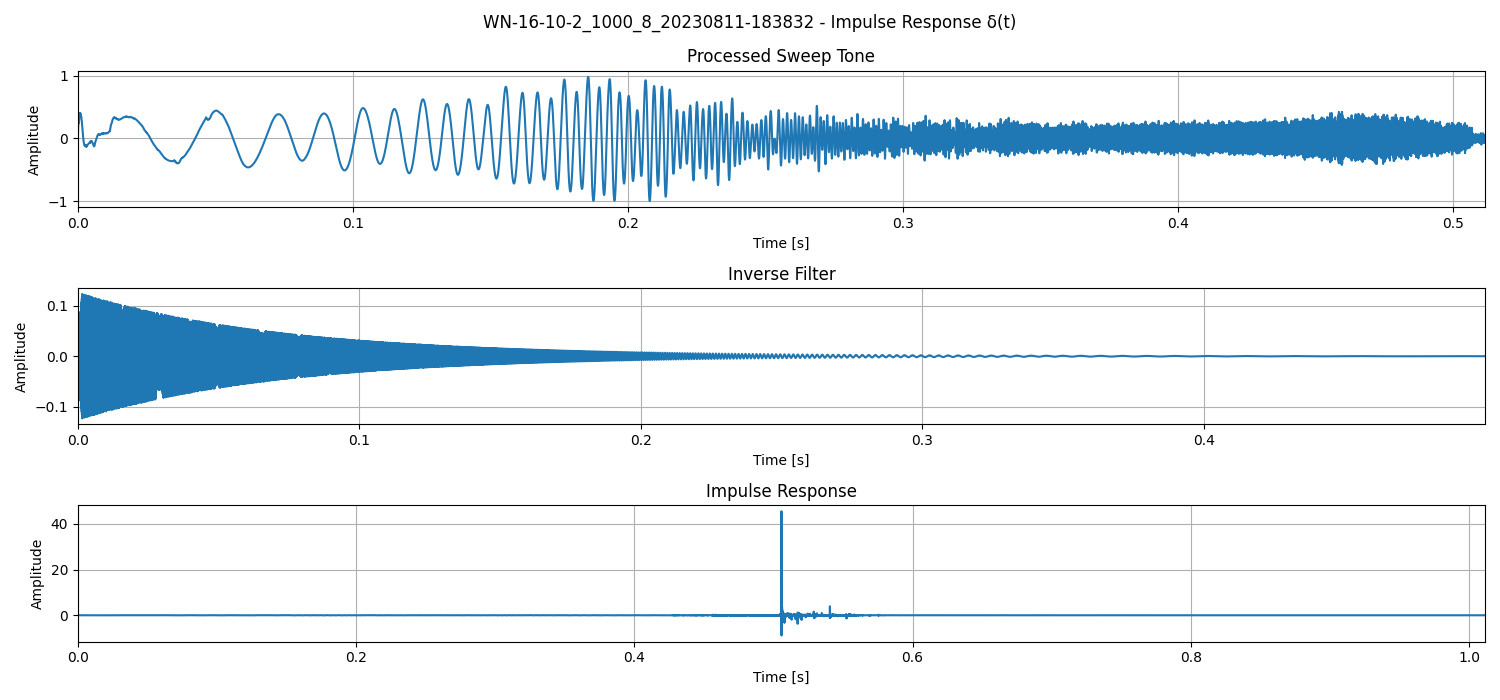 WN-16-10-2_1000_8_20230811-183832 - Impulse Response δ(t)
Processed Sweep Tone
Amplitude
1
0
−1
0.0 0.1 0.2 0.3 0.4 0.5
Time [s]
Inverse Filter
Amplitude
0.1
0.0
−0.1
0.0 0.1 0.2 0.3 0.4
Time [s]
Impulse Response
Amplitude
40
20
0
0.0 0.2 0.4 0.6 0.8 1.0
Time [s]